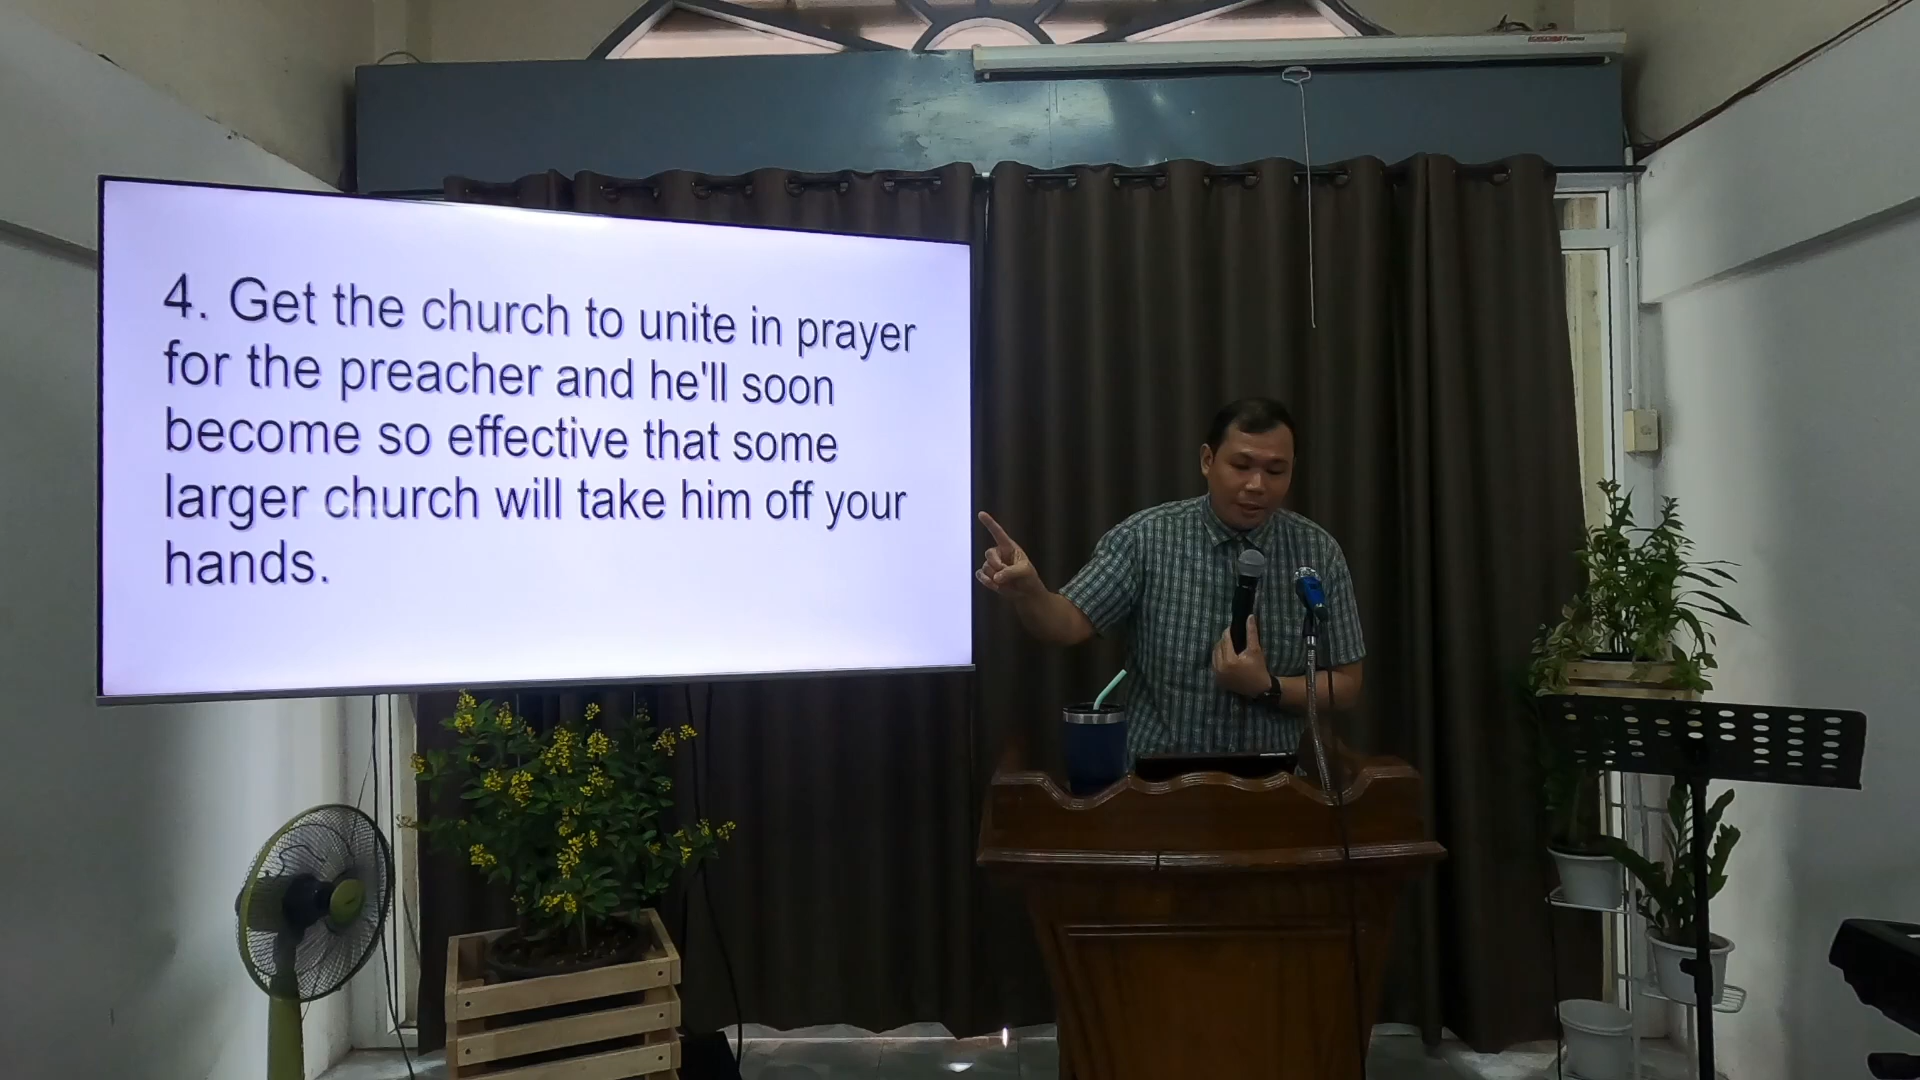 4. Get the church to unite in prayer
for the preacher and he'll soon
become so effective that some
larger church will take him off your
hands.